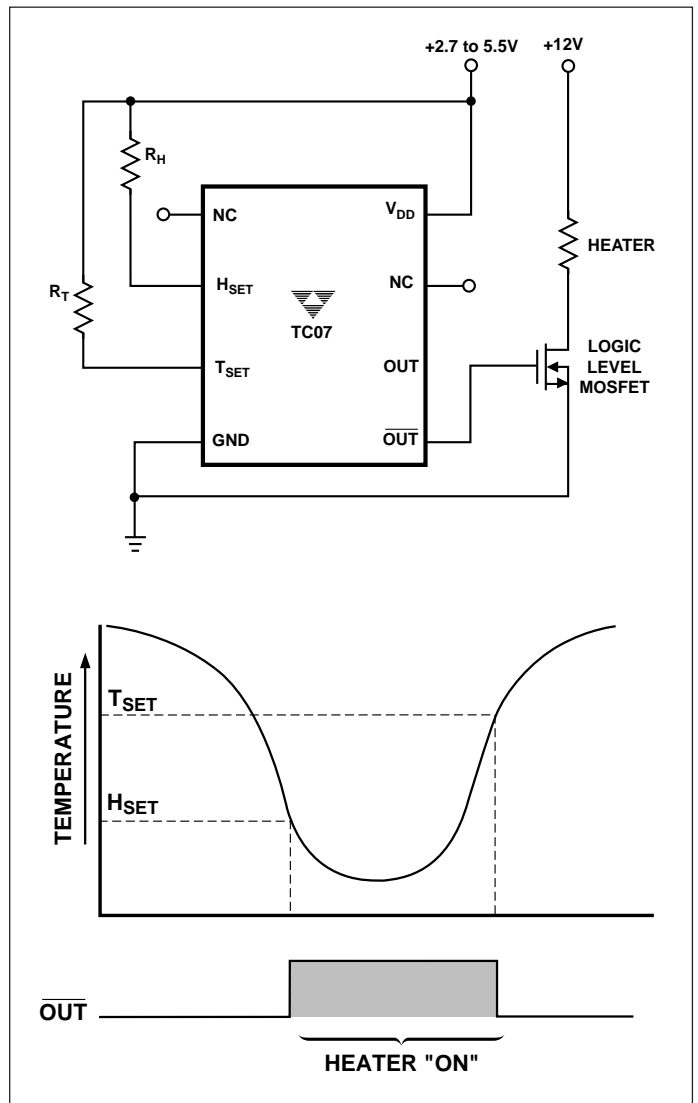 +2.7 to 5.5V
+12V
RH
NC
VDD
HEATER
RT
HSET
NC
TC07
TSET
OUT
LOGIC
LEVEL
MOSFET
GND
OUT
TEMPERATURE
TSET
HSET
OUT
HEATER "ON"